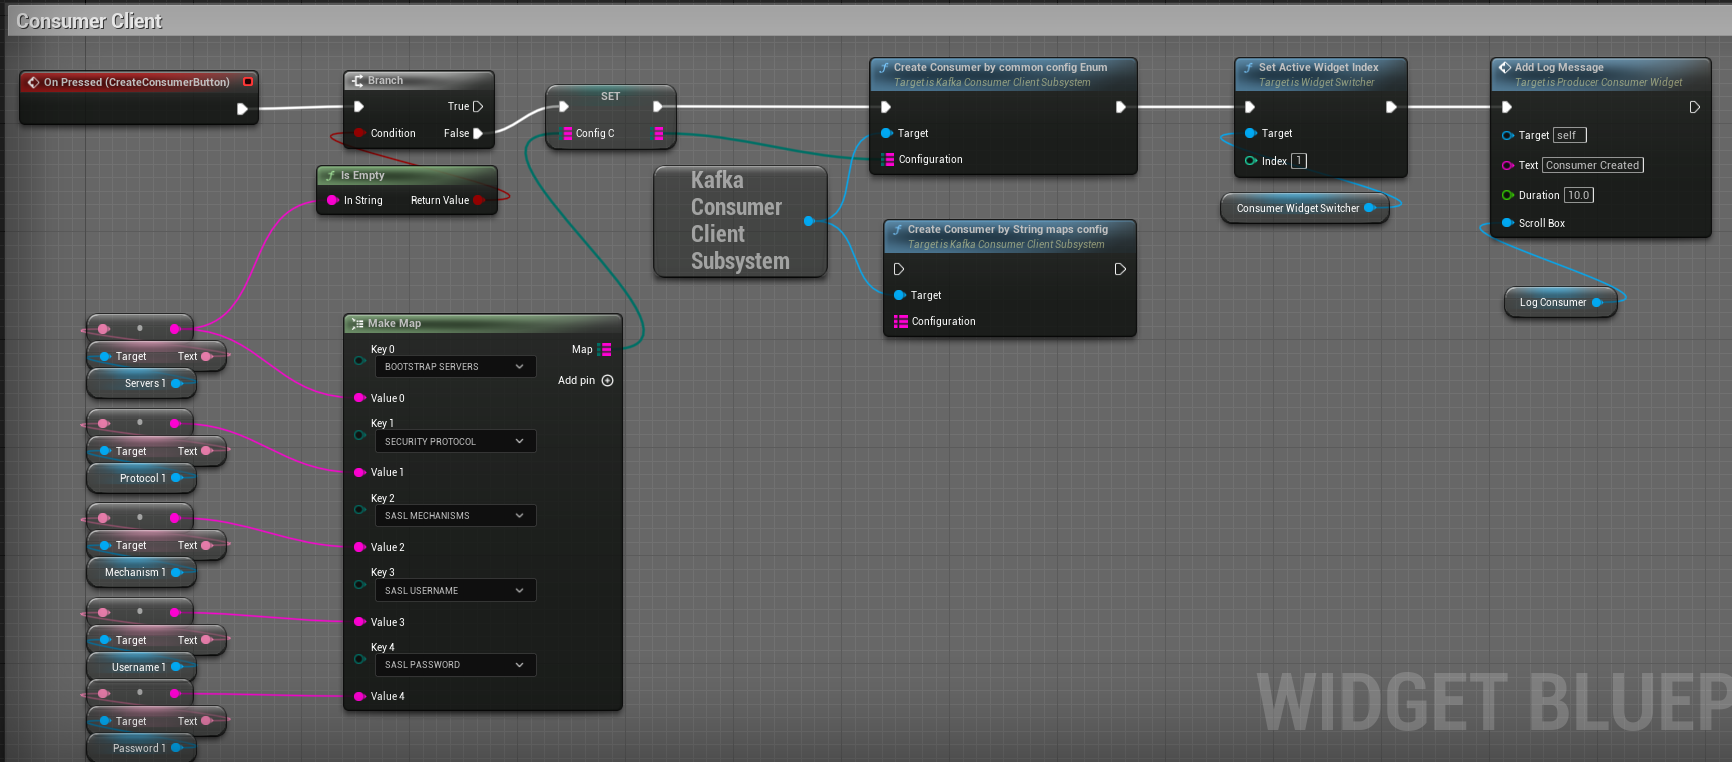 Consumer Client
On Pressed (CreateConsumerButton)
Branch
True
Condition
False
SET
Config C
Is Empty
In String
Return Value
Create Consumer by common config Enum
Target is Kafka Consumer Client Subsystem
Target
Configuration
Kafka
Consumer
Client
Subsystem
Create Consumer by String maps config
Target is Kafka Consumer Client Subsystem
Target
Configuration
Set Active Widget Index
Target is Widget Switcher
Target
Index 1
Consumer Widget Switcher
Add Log Message
Target is Producer Consumer Widget
Target self
Text Consumer Created
Duration 10.0
Scroll Box
Log Consumer
Target Text
Servers 1
Target Text
Protocol 1
Target Text
Mechanism 1
Target Text
Username 1
Target Text
Password 1
Make Map
Key 0
BOOTSTRAP SERVERS
Map
Add pin
Value 0
Key 1
SECURITY PROTOCOL
Value 1
Key 2
SASL MECHANISMS
Value 2
Key 3
SASL USERNAME
Value 3
Key 4
SASL PASSWORD
Value 4
WIDGET BLUEP